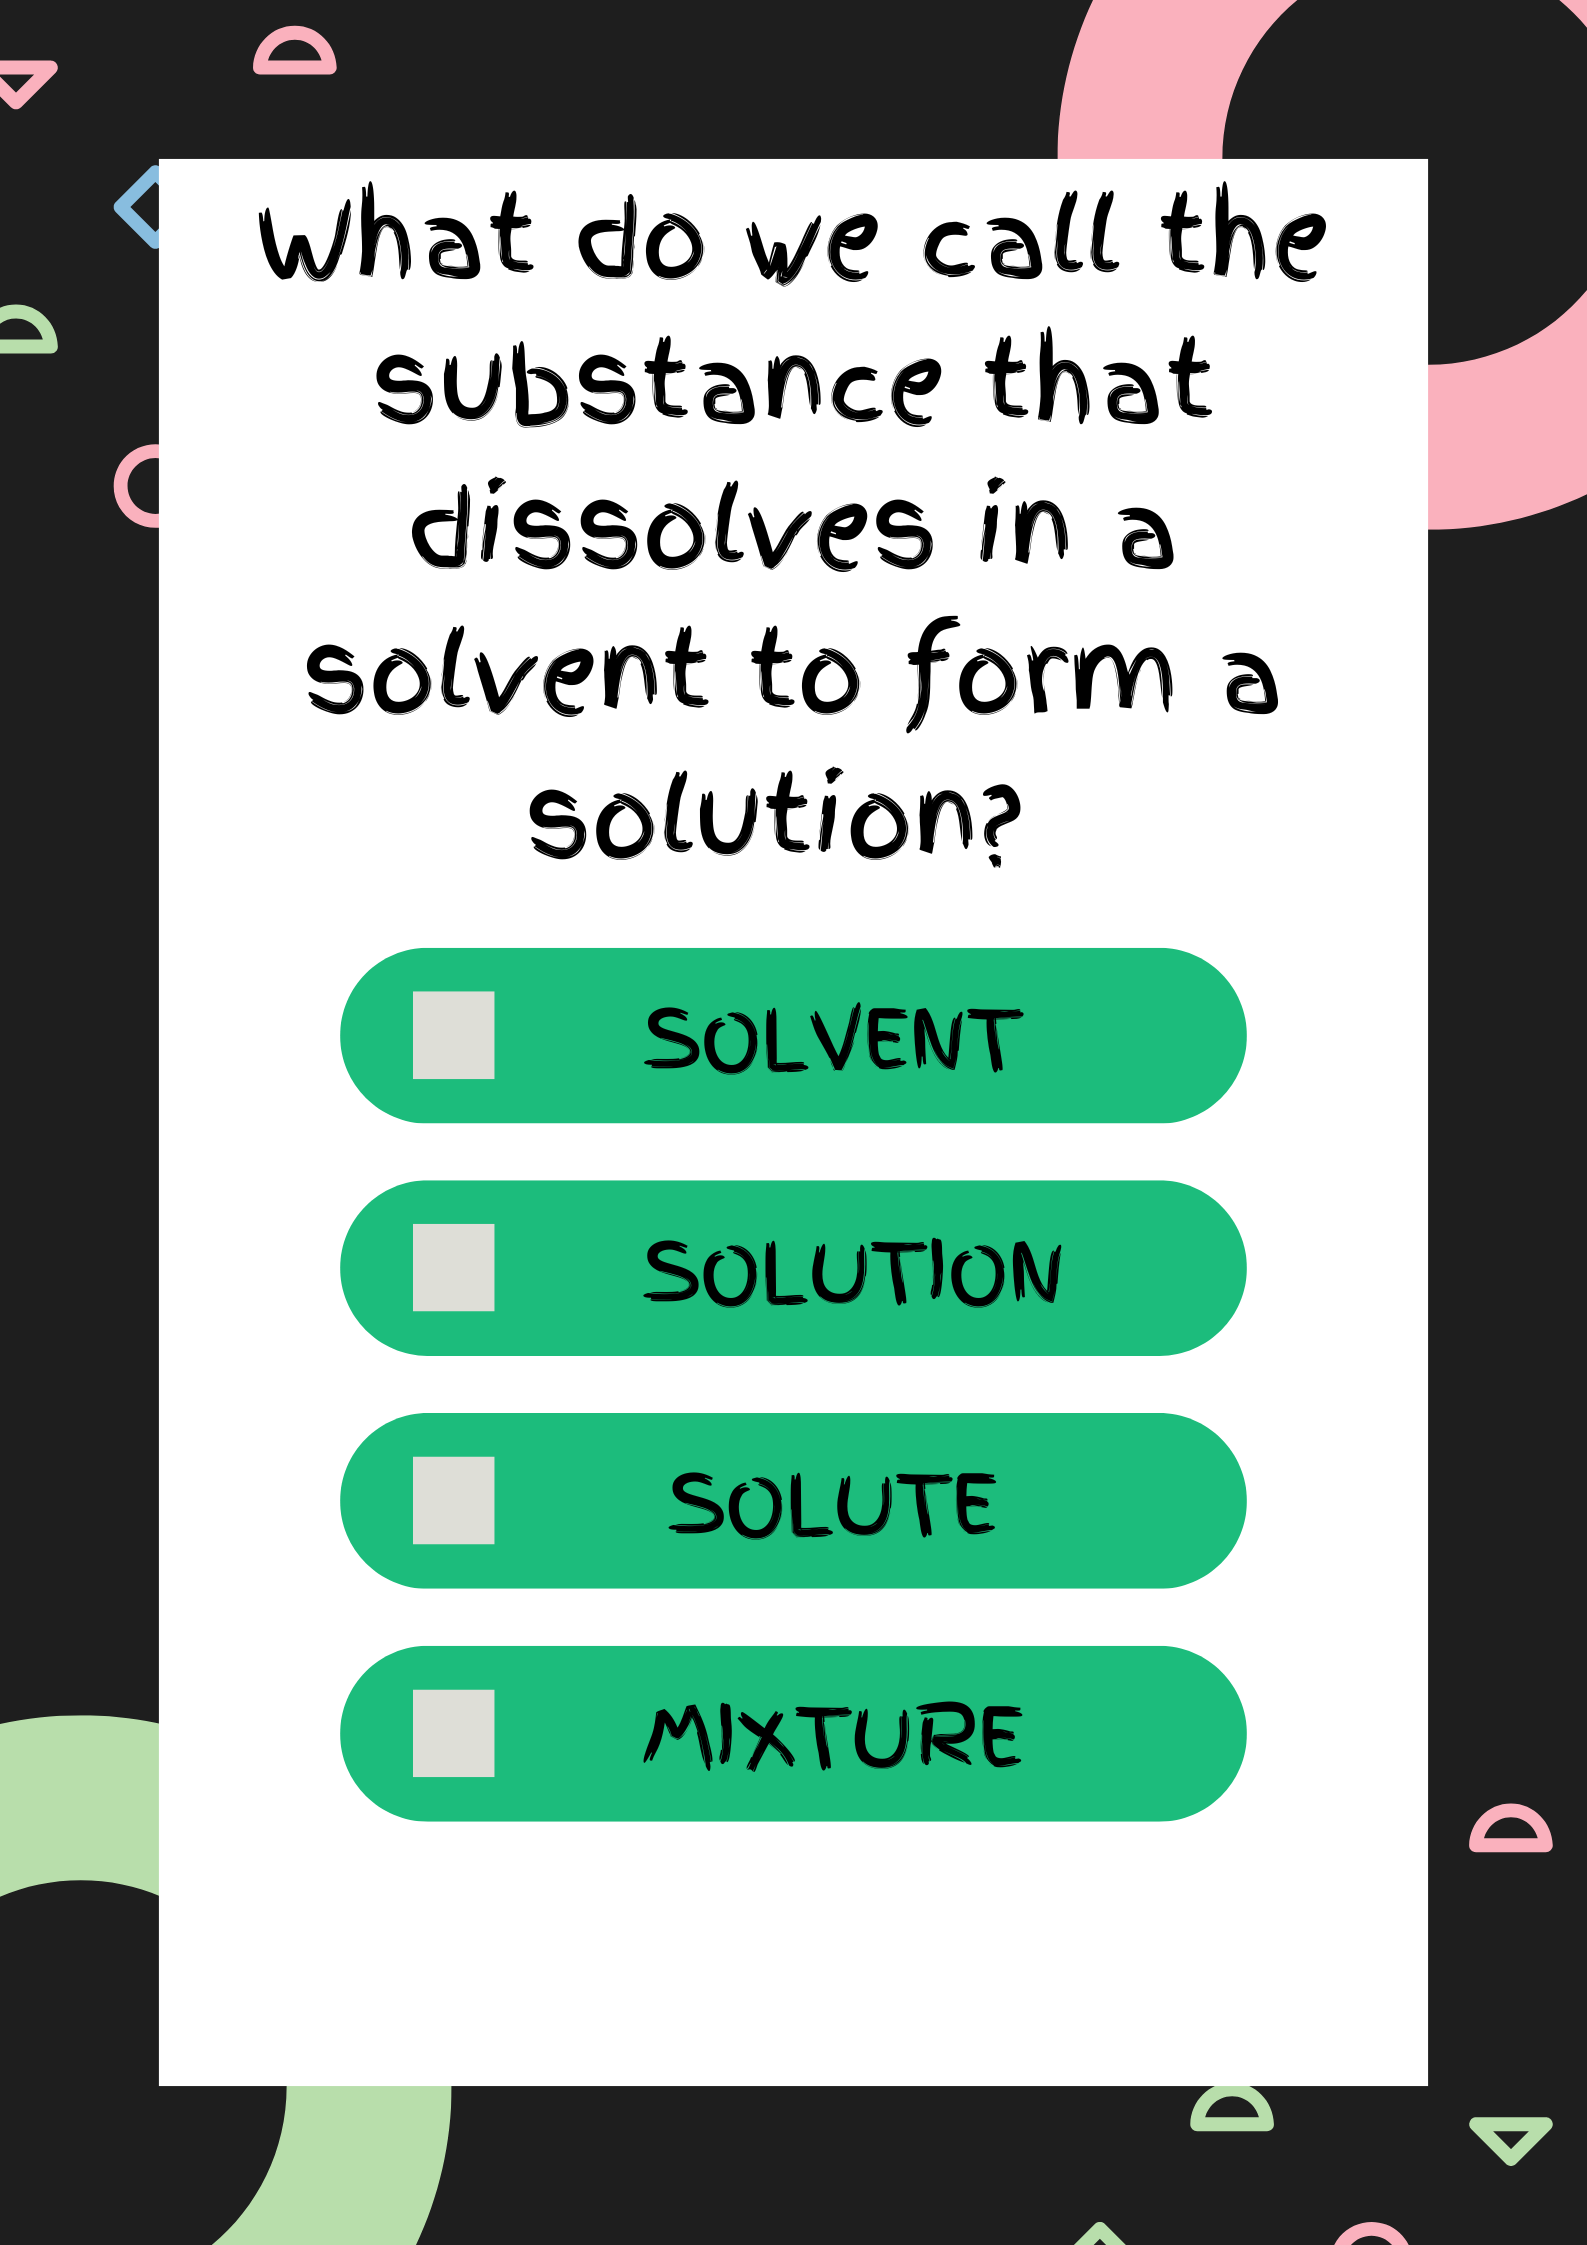 What do we call the
substance that
dissolves in a
solvent to form a
solution?
SOLVENT
SOLUTION
SOLUTE
MIXTURE